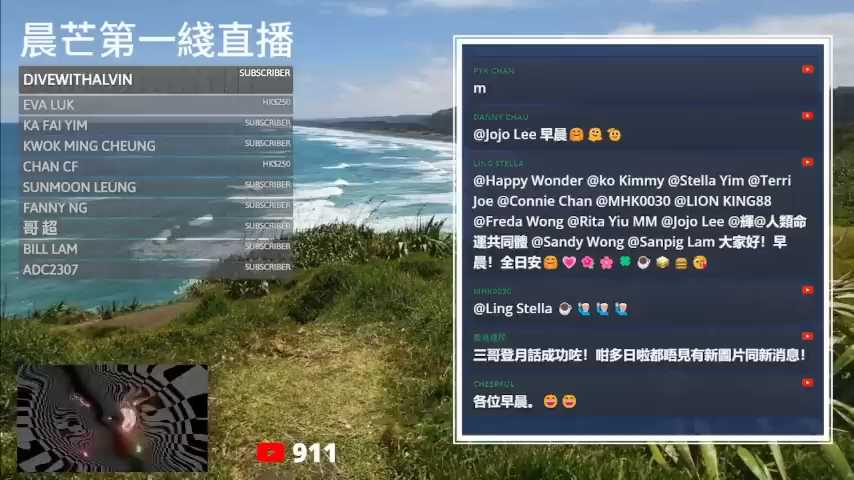 晨芒第一綫直播
DIVEWITHALVIN SUBSCRIBER
EVA LUK HK$250
KA FAI YIM SUBSCRIBER
KWOK MING CHEUNG SUBSCRIBER
CHAN CF HK$250
SUNMOON LEUNG SUBSCRIBER
FANNY NG SUBSCRIBER
哥 超 SUBSCRIBER
BILL LAM SUBSCRIBER
ADC2307 SUBSCRIBER
911
PYK CHAN
m
DANNY CHAU
@Jojo Lee 早晨🤗 🫠 🫡
LING STELLA
@Happy Wonder @ko Kimmy @Stella Yim @Terri
Joe @Connie Chan @MHK0030 @LION KING88
@Freda Wong @Rita Yiu MM @Jojo Lee @輝@人類命
運共同體 @Sandy Wong @Sanpig Lam 大家好！早
晨！全日安
MHK0030
@Ling Stella
三哥登月話成功咗！咁多日啦都唔見有新圖片同新消息！
CHEERFUL
各位早晨。